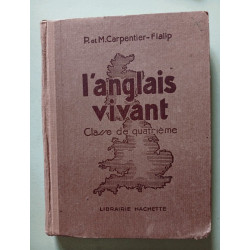 P. et M. Carpentier-Fialip
l'anglais
vivant
Classe de quatrième
LIBRAIRIE HACHETTE